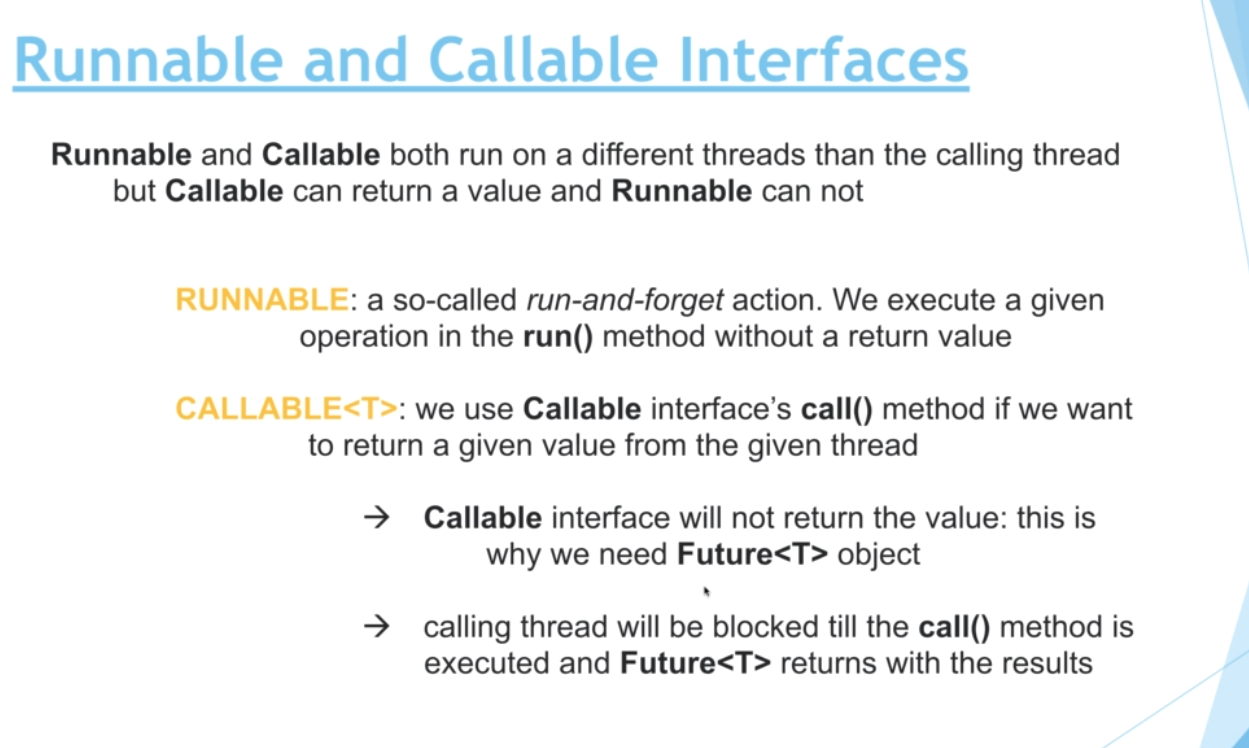 Runnable and Callable Interfaces
Runnable and Callable both run on a different threads than the calling thread
but Callable can return a value and Runnable can not
RUNNABLE: a so-called run-and-forget action. We execute a given
operation in the run() method without a return value
CALLABLE<T>: we use Callable interface’s call() method if we want
to return a given value from the given thread
→ Callable interface will not return the value: this is
why we need Future<T> object
→ calling thread will be blocked till the call() method is
executed and Future<T> returns with the results